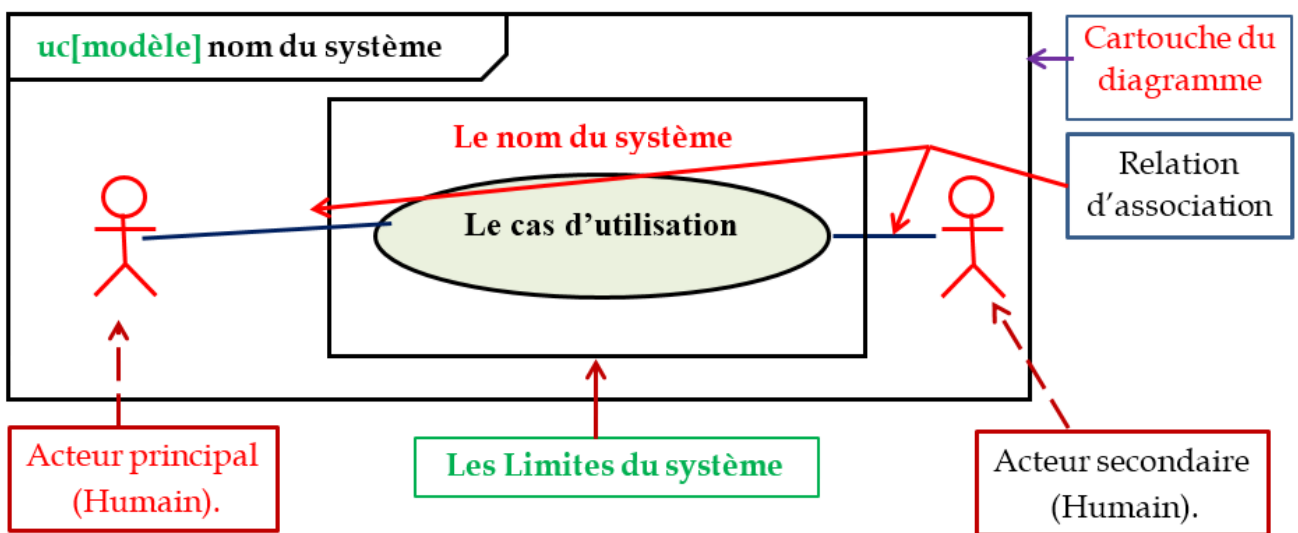 uc[modèle] nom du système
Cartouche du
diagramme
Le nom du système
Relation
d’association
Le cas d’utilisation
Acteur principal
(Humain).
Les Limites du système
Acteur secondaire
(Humain).